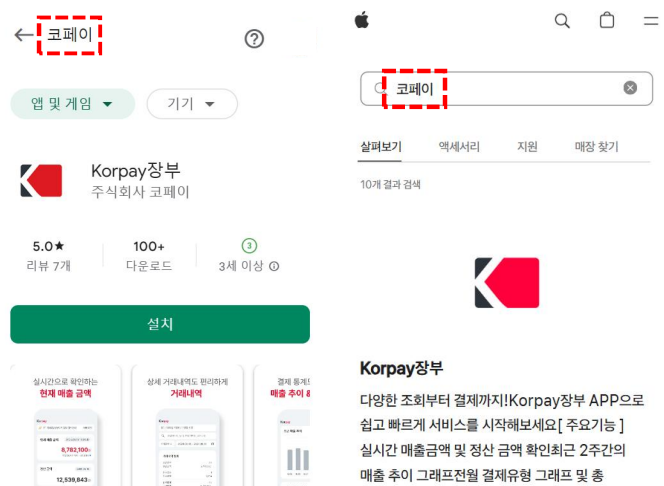 코페이
앱 및 게임
기기
Korpay장부
주식회사 코페이
5.0★
리뷰 7개
100+
다운로드
3
3세 이상
설치
실시간으로 확인하는
현재 매출 금액
8,782,100
12,539,843
상세 거래내역도 편리하게
거래내역
결제 통계
매출 추이 &
코페이
살펴보기
액세서리
지원
매장 찾기
10개 결과 검색
Korpay장부
다양한 조회부터 결제까지!Korpay장부 APP으로
쉽고 빠르게 서비스를 시작해보세요[ 주요기능 ]
실시간 매출금액 및 정산 금액 확인최근 2주간의
매출 추이 그래프전월 결제유형 그래프 및 총